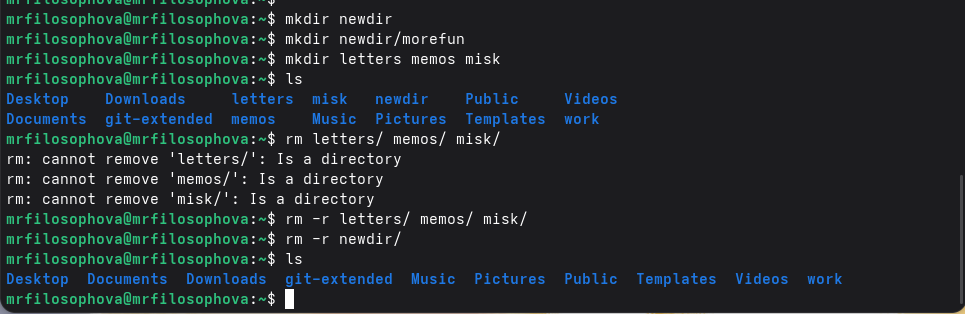 mrfilosophova@mrfilosophova:~$ mkdir newdir
mrfilosophova@mrfilosophova:~$ mkdir newdir/morefun
mrfilosophova@mrfilosophova:~$ mkdir letters memos misk
mrfilosophova@mrfilosophova:~$ ls
Desktop    Downloads     letters  misk   newdir    Public     Videos
Documents  git-extended  memos    Music  Pictures  Templates  work
mrfilosophova@mrfilosophova:~$ rm letters/ memos/ misk/
rm: cannot remove 'letters/': Is a directory
rm: cannot remove 'memos/': Is a directory
rm: cannot remove 'misk/': Is a directory
mrfilosophova@mrfilosophova:~$ rm -r letters/ memos/ misk/
mrfilosophova@mrfilosophova:~$ rm -r newdir/
mrfilosophova@mrfilosophova:~$ ls
Desktop  Documents  Downloads  git-extended  Music  Pictures  Public  Templates  Videos  work
mrfilosophova@mrfilosophova:~$